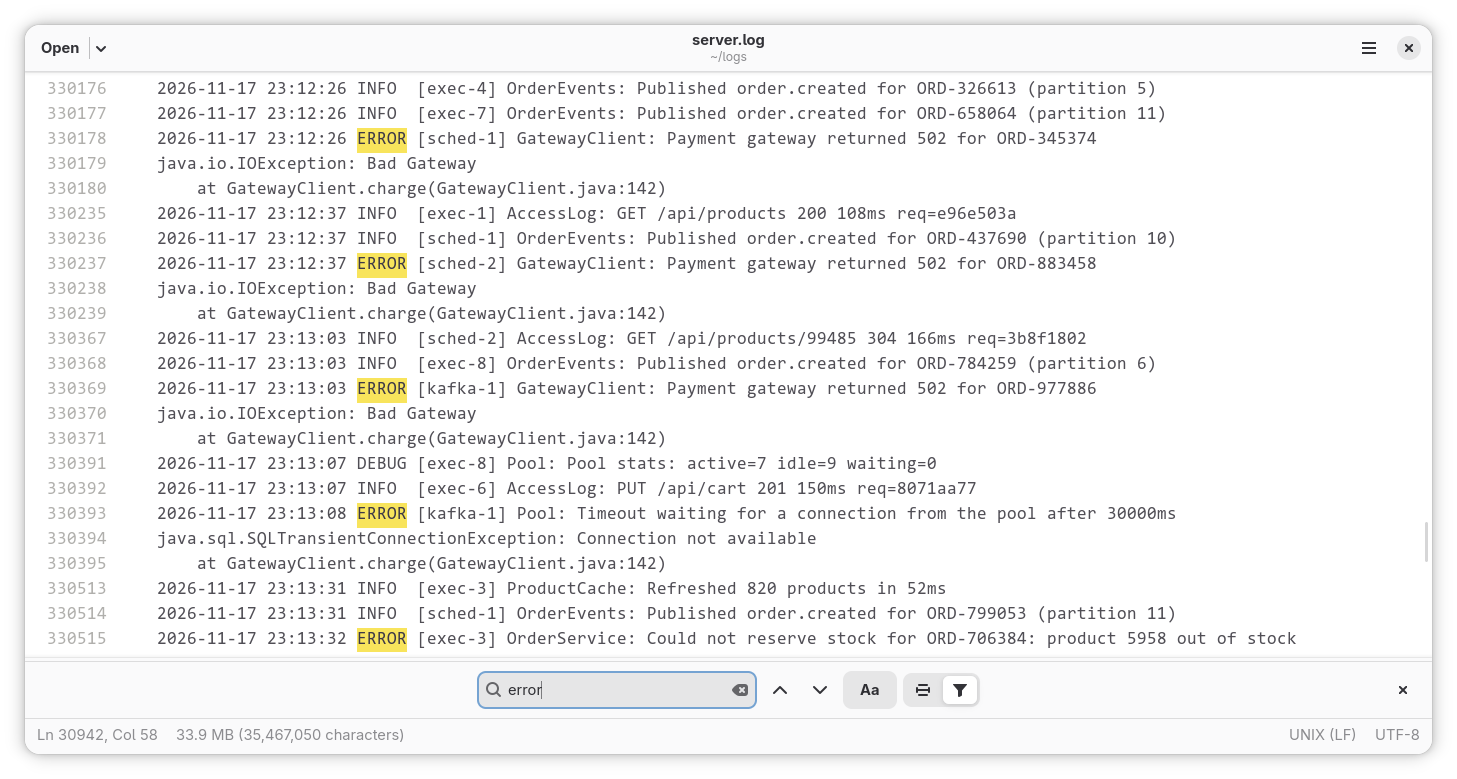 Open
server.log
~/logs
330176 2026-11-17 23:12:26 INFO  [exec-4] OrderEvents: Published order.created for ORD-326613 (partition 5)
330177 2026-11-17 23:12:26 INFO  [exec-7] OrderEvents: Published order.created for ORD-658064 (partition 11)
330178 2026-11-17 23:12:26 ERROR [sched-1] GatewayClient: Payment gateway returned 502 for ORD-345374
330179 java.io.IOException: Bad Gateway
330180     at GatewayClient.charge(GatewayClient.java:142)
330235 2026-11-17 23:12:37 INFO  [exec-1] AccessLog: GET /api/products 200 108ms req=e96e503a
330236 2026-11-17 23:12:37 INFO  [sched-1] OrderEvents: Published order.created for ORD-437690 (partition 10)
330237 2026-11-17 23:12:37 ERROR [sched-2] GatewayClient: Payment gateway returned 502 for ORD-883458
330238 java.io.IOException: Bad Gateway
330239     at GatewayClient.charge(GatewayClient.java:142)
330367 2026-11-17 23:13:03 INFO  [sched-2] AccessLog: GET /api/products/99485 304 166ms req=3b8f1802
330368 2026-11-17 23:13:03 INFO  [exec-8] OrderEvents: Published order.created for ORD-784259 (partition 6)
330369 2026-11-17 23:13:03 ERROR [kafka-1] GatewayClient: Payment gateway returned 502 for ORD-977886
330370 java.io.IOException: Bad Gateway
330371     at GatewayClient.charge(GatewayClient.java:142)
330391 2026-11-17 23:13:07 DEBUG [exec-8] Pool: Pool stats: active=7 idle=9 waiting=0
330392 2026-11-17 23:13:07 INFO  [exec-6] AccessLog: PUT /api/cart 201 150ms req=8071aa77
330393 2026-11-17 23:13:08 ERROR [kafka-1] Pool: Timeout waiting for a connection from the pool after 30000ms
330394 java.sql.SQLTransientConnectionException: Connection not available
330395     at GatewayClient.charge(GatewayClient.java:142)
330513 2026-11-17 23:13:31 INFO  [exec-3] ProductCache: Refreshed 820 products in 52ms
330514 2026-11-17 23:13:31 INFO  [sched-1] OrderEvents: Published order.created for ORD-799053 (partition 11)
330515 2026-11-17 23:13:32 ERROR [exec-3] OrderService: Could not reserve stock for ORD-706384: product 5958 out of stock
error Aa
Ln 30942, Col 58 33.9 MB (35,467,050 characters) UNIX (LF) UTF-8